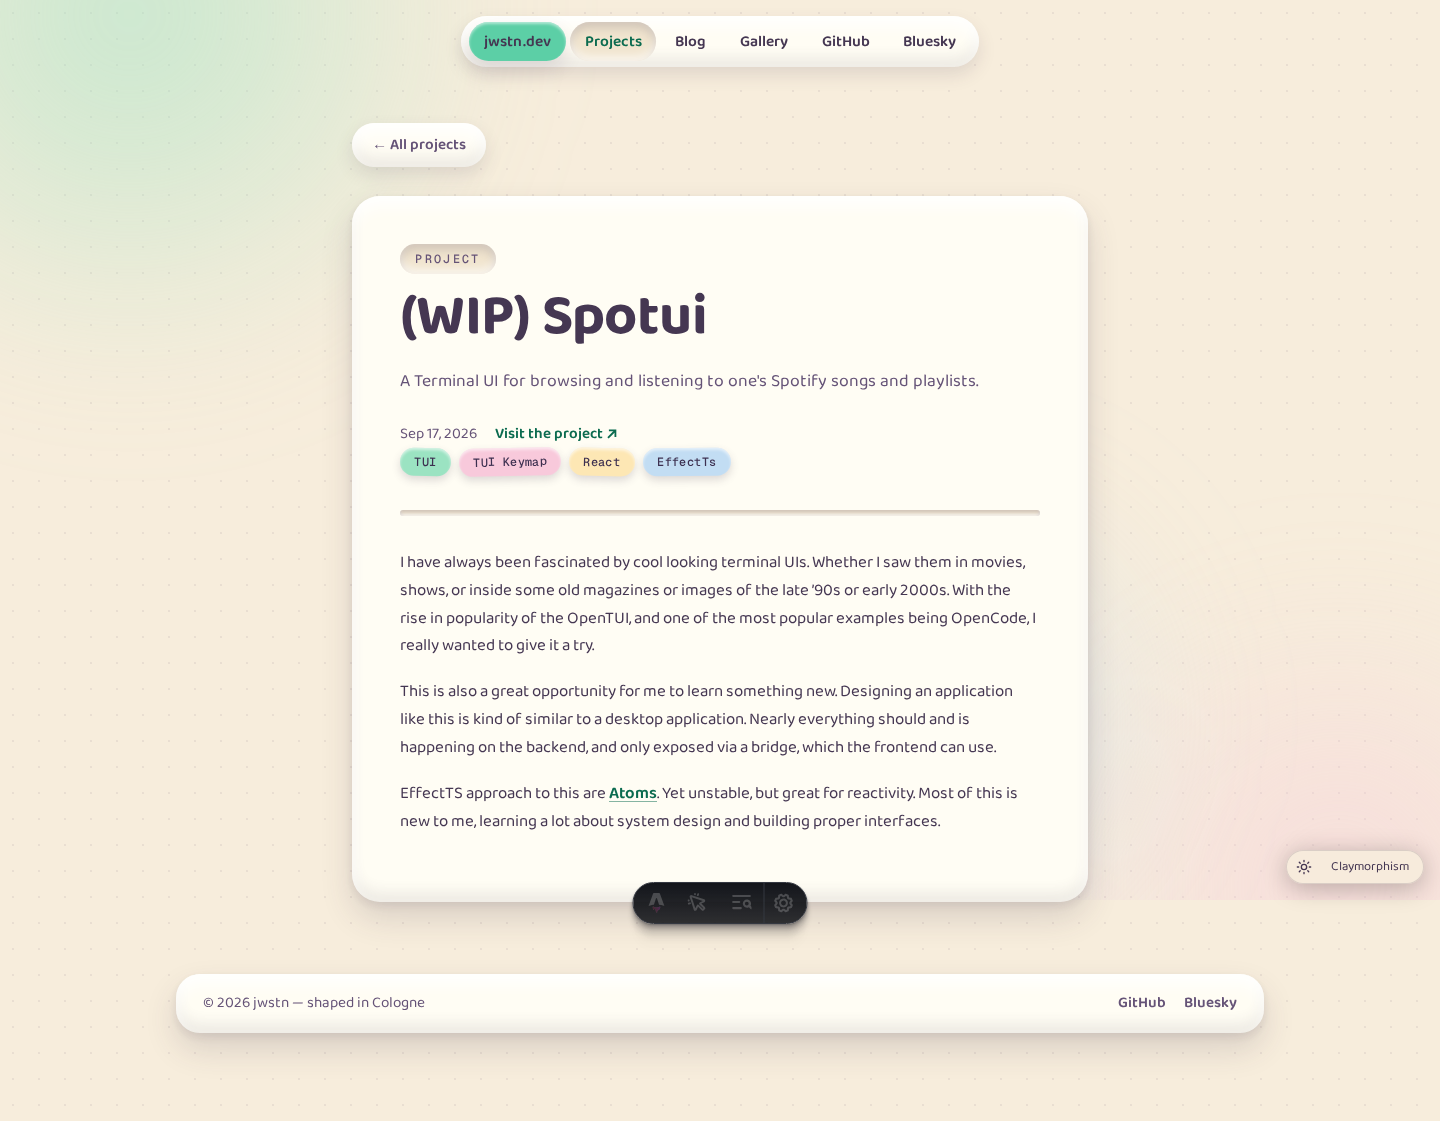 jwstn.dev Projects Blog Gallery GitHub Bluesky
← All projects
PROJECT
(WIP) Spotui
A Terminal UI for browsing and listening to one's Spotify songs and playlists.
Sep 17, 2026 Visit the project ↗
TUI TUI Keymap React EffectTs
I have always been fascinated by cool looking terminal UIs. Whether I saw them in movies,
shows, or inside some old magazines or images of the late '90s or early 2000s. With the
rise in popularity of the OpenTUI, and one of the most popular examples being OpenCode, I
really wanted to give it a try.
This is also a great opportunity for me to learn something new. Designing an application
like this is kind of similar to a desktop application. Nearly everything should and is
happening on the backend, and only exposed via a bridge, which the frontend can use.
EffectTS approach to this are Atoms. Yet unstable, but great for reactivity. Most of this is
new to me, learning a lot about system design and building proper interfaces.
Claymorphism
© 2026 jwstn — shaped in Cologne GitHub Bluesky